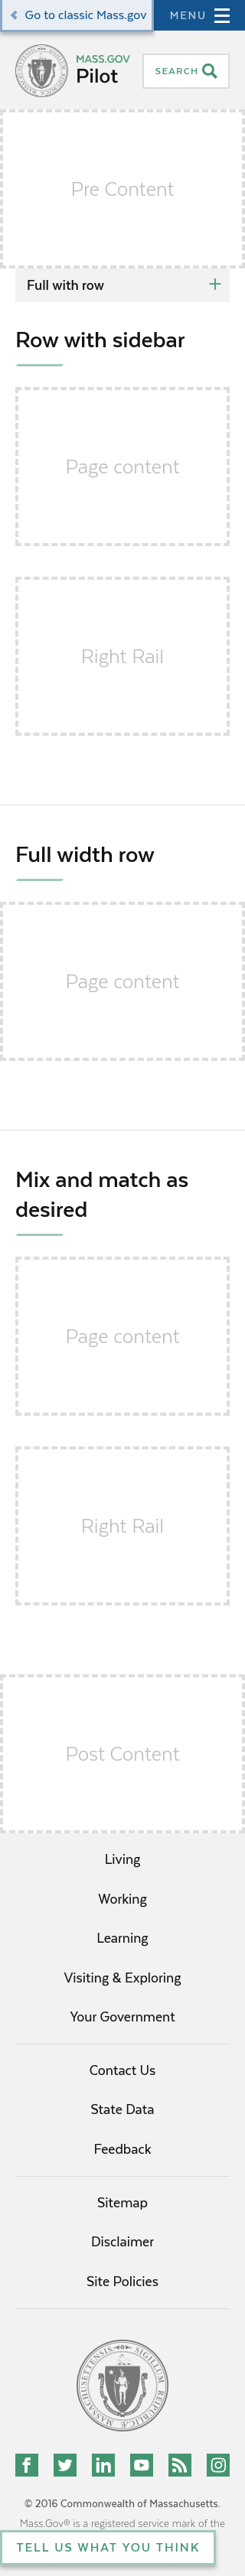 Go to classic Mass.gov
MENU
MASS.GOV
Pilot
SEARCH
Pre Content
Full with row
Row with sidebar
Page content
Right Rail
Full width row
Page content
Mix and match as
desired
Page content
Right Rail
Post Content
Living
Working
Learning
Visiting & Exploring
Your Government
Contact Us
State Data
Feedback
Sitemap
Disclaimer
Site Policies
© 2016 Commonwealth of Massachusetts.
Mass.Gov® is a registered service mark of the
TELL US WHAT YOU THINK